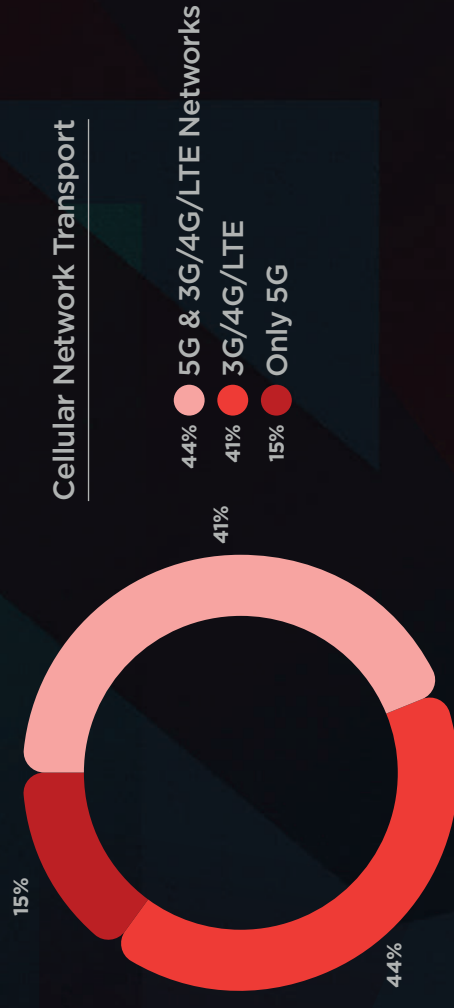 Cellular Network Transport
44% 5G & 3G/4G/LTE Networks
41% 3G/4G/LTE
15% Only 5G
15%
41%
44%